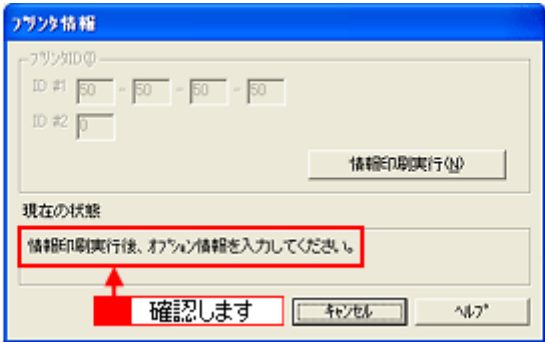 プリンタ情報
プリンタID(I)
ID #1 50 - 50 - 50 - 50
ID #2 0
情報印刷実行(N)
現在の状態
情報印刷実行後、オプション情報を入力してください。
確認します
キャンセル
ヘルプ